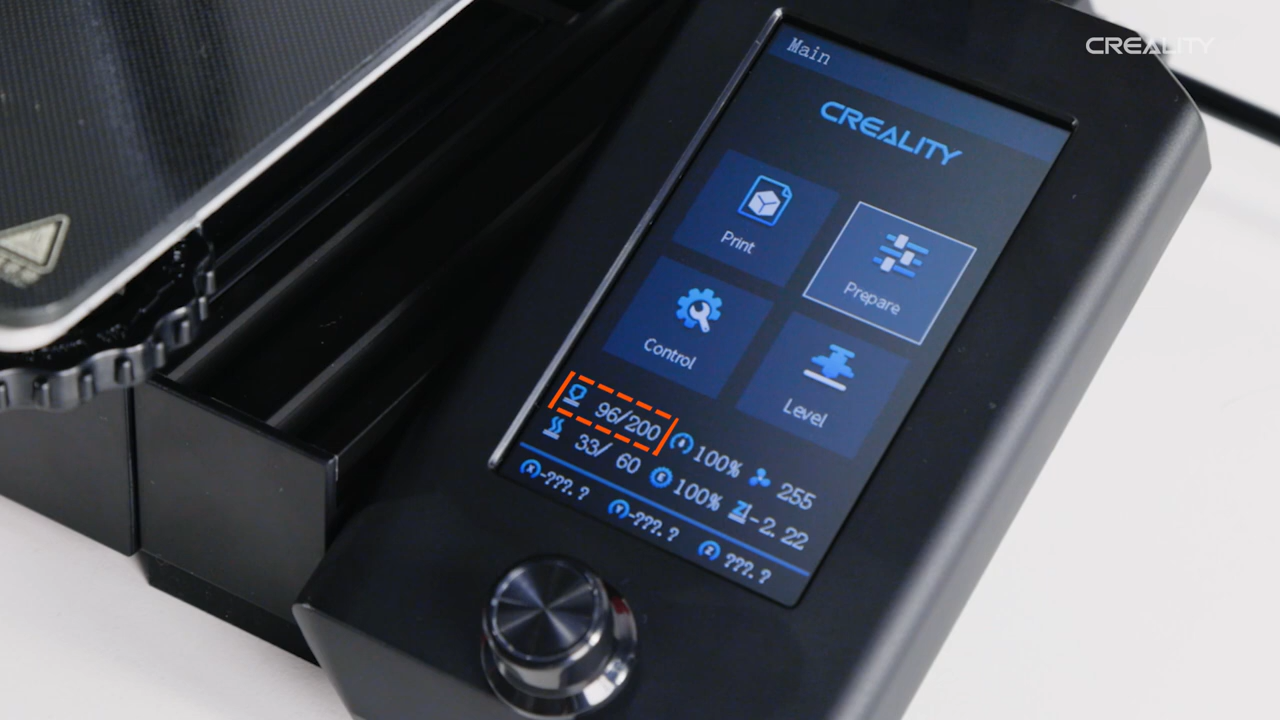 CREALITY
Main
CREALITY
Print
Prepare
Control
Level
96/200 100% 255
33/ 60 100% Z -2.22
X -???.? Y -???.? Z ???.?